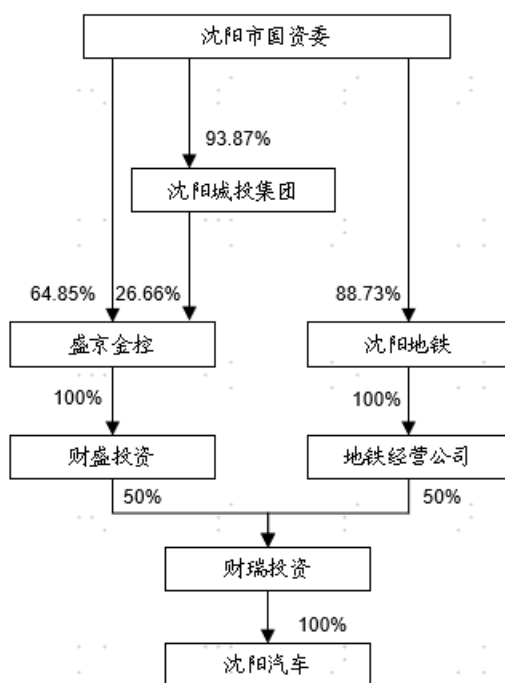 沈阳市国资委
93.87%
沈阳城投集团
64.85% 26.66% 88.73%
盛京金控 沈阳地铁
100% 100%
财盛投资 地铁经营公司
50% 50%
财瑞投资
100%
沈阳汽车